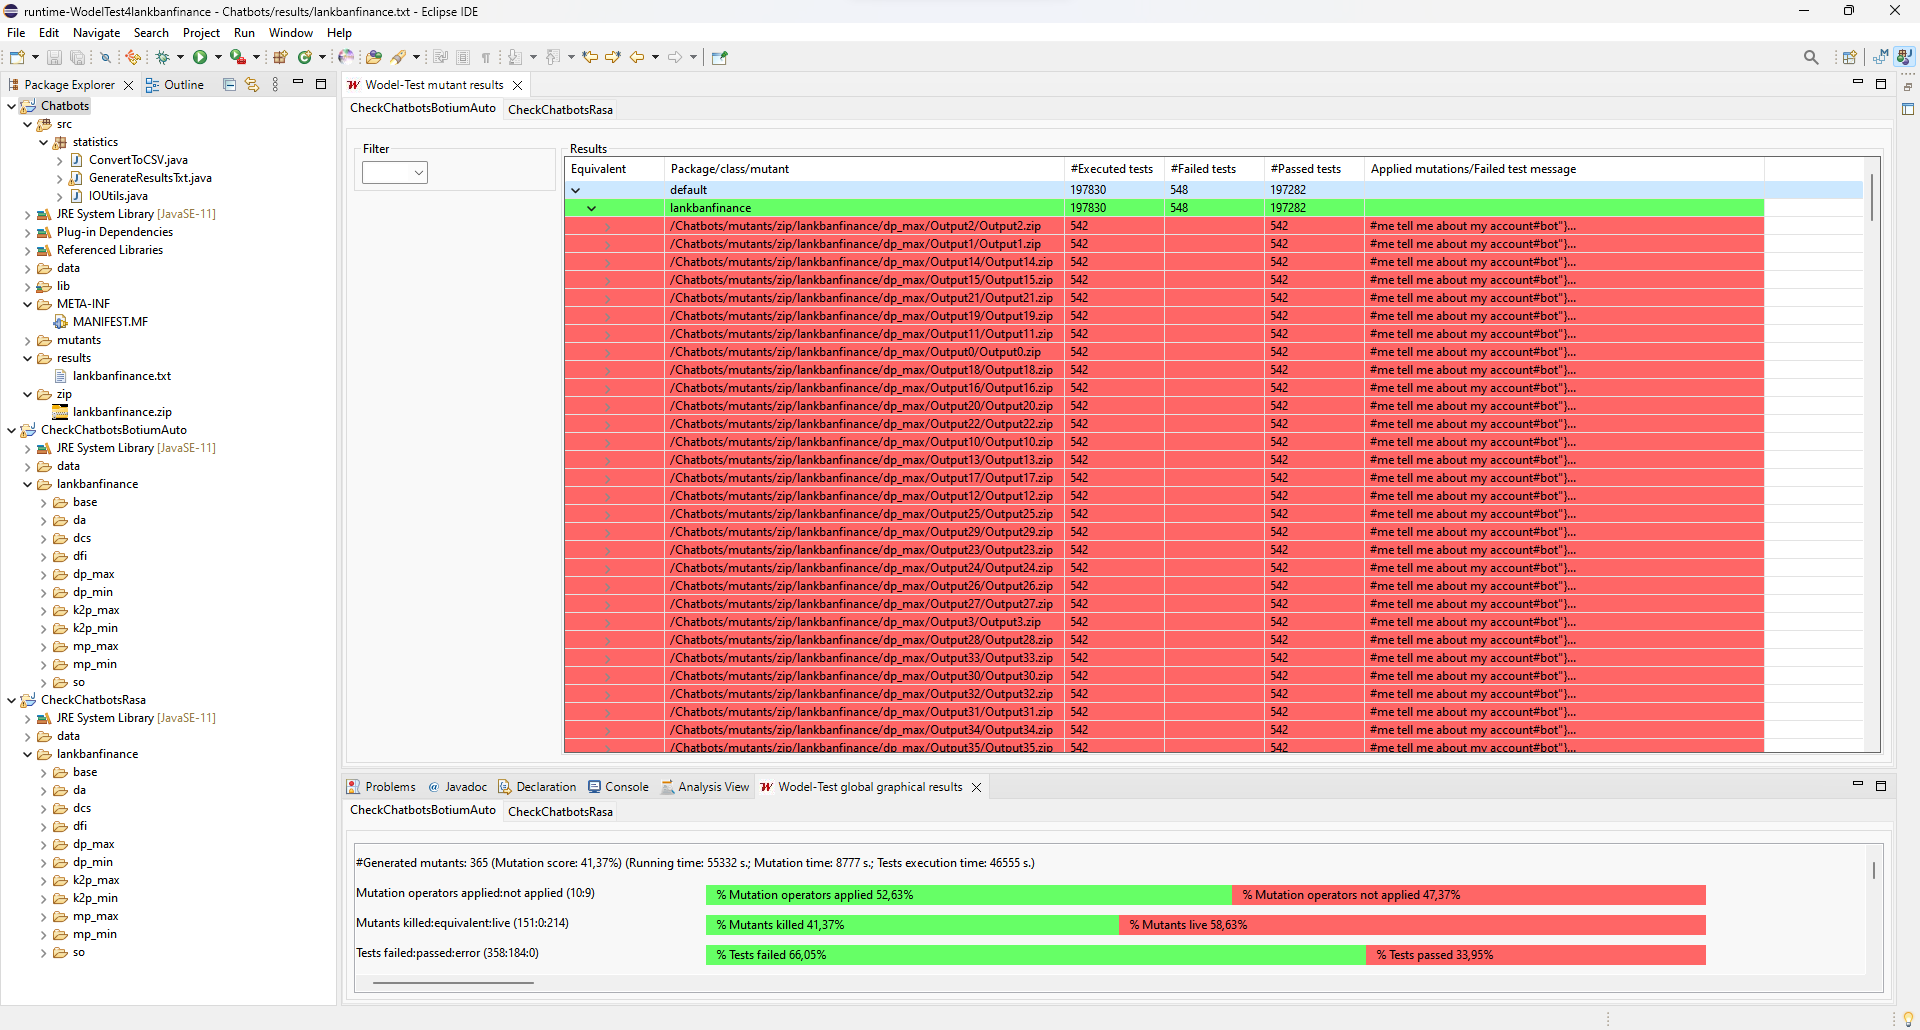 runtime-WodelTest4lankbanfinance - Chatbots/results/lankbanfinance.txt - Eclipse IDE
File Edit Navigate Search Project Run Window Help
Package Explorer Outline
Chatbots
src
statistics
ConvertToCSV.java
GenerateResultsTxt.java
IOUtils.java
JRE System Library [JavaSE-11]
Plug-in Dependencies
Referenced Libraries
data
lib
META-INF
MANIFEST.MF
mutants
results
lankbanfinance.txt
zip
lankbanfinance.zip
CheckChatbotsBotiumAuto
JRE System Library [JavaSE-11]
data
lankbanfinance
base
da
dcs
dfi
dp_max
dp_min
k2p_max
k2p_min
mp_max
mp_min
so
CheckChatbotsRasa
JRE System Library [JavaSE-11]
data
lankbanfinance
base
da
dcs
dfi
dp_max
dp_min
k2p_max
k2p_min
mp_max
mp_min
so
Wodel-Test mutant results
CheckChatbotsBotiumAuto CheckChatbotsRasa
Filter
Results
Equivalent Package/class/mutant #Executed tests #Failed tests #Passed tests Applied mutations/Failed test message
default 197830 548 197282
lankbanfinance 197830 548 197282
/Chatbots/mutants/zip/lankbanfinance/dp_max/Output2/Output2.zip 542 542 #me tell me about my account#bot"}...
/Chatbots/mutants/zip/lankbanfinance/dp_max/Output1/Output1.zip 542 542 #me tell me about my account#bot"}...
/Chatbots/mutants/zip/lankbanfinance/dp_max/Output14/Output14.zip 542 542 #me tell me about my account#bot"}...
/Chatbots/mutants/zip/lankbanfinance/dp_max/Output15/Output15.zip 542 542 #me tell me about my account#bot"}...
/Chatbots/mutants/zip/lankbanfinance/dp_max/Output21/Output21.zip 542 542 #me tell me about my account#bot"}...
/Chatbots/mutants/zip/lankbanfinance/dp_max/Output19/Output19.zip 542 542 #me tell me about my account#bot"}...
/Chatbots/mutants/zip/lankbanfinance/dp_max/Output11/Output11.zip 542 542 #me tell me about my account#bot"}...
/Chatbots/mutants/zip/lankbanfinance/dp_max/Output0/Output0.zip 542 542 #me tell me about my account#bot"}...
/Chatbots/mutants/zip/lankbanfinance/dp_max/Output18/Output18.zip 542 542 #me tell me about my account#bot"}...
/Chatbots/mutants/zip/lankbanfinance/dp_max/Output16/Output16.zip 542 542 #me tell me about my account#bot"}...
/Chatbots/mutants/zip/lankbanfinance/dp_max/Output20/Output20.zip 542 542 #me tell me about my account#bot"}...
/Chatbots/mutants/zip/lankbanfinance/dp_max/Output22/Output22.zip 542 542 #me tell me about my account#bot"}...
/Chatbots/mutants/zip/lankbanfinance/dp_max/Output10/Output10.zip 542 542 #me tell me about my account#bot"}...
/Chatbots/mutants/zip/lankbanfinance/dp_max/Output13/Output13.zip 542 542 #me tell me about my account#bot"}...
/Chatbots/mutants/zip/lankbanfinance/dp_max/Output17/Output17.zip 542 542 #me tell me about my account#bot"}...
/Chatbots/mutants/zip/lankbanfinance/dp_max/Output12/Output12.zip 542 542 #me tell me about my account#bot"}...
/Chatbots/mutants/zip/lankbanfinance/dp_max/Output25/Output25.zip 542 542 #me tell me about my account#bot"}...
/Chatbots/mutants/zip/lankbanfinance/dp_max/Output29/Output29.zip 542 542 #me tell me about my account#bot"}...
/Chatbots/mutants/zip/lankbanfinance/dp_max/Output23/Output23.zip 542 542 #me tell me about my account#bot"}...
/Chatbots/mutants/zip/lankbanfinance/dp_max/Output24/Output24.zip 542 542 #me tell me about my account#bot"}...
/Chatbots/mutants/zip/lankbanfinance/dp_max/Output26/Output26.zip 542 542 #me tell me about my account#bot"}...
/Chatbots/mutants/zip/lankbanfinance/dp_max/Output27/Output27.zip 542 542 #me tell me about my account#bot"}...
/Chatbots/mutants/zip/lankbanfinance/dp_max/Output3/Output3.zip 542 542 #me tell me about my account#bot"}...
/Chatbots/mutants/zip/lankbanfinance/dp_max/Output28/Output28.zip 542 542 #me tell me about my account#bot"}...
/Chatbots/mutants/zip/lankbanfinance/dp_max/Output33/Output33.zip 542 542 #me tell me about my account#bot"}...
/Chatbots/mutants/zip/lankbanfinance/dp_max/Output30/Output30.zip 542 542 #me tell me about my account#bot"}...
/Chatbots/mutants/zip/lankbanfinance/dp_max/Output32/Output32.zip 542 542 #me tell me about my account#bot"}...
/Chatbots/mutants/zip/lankbanfinance/dp_max/Output31/Output31.zip 542 542 #me tell me about my account#bot"}...
/Chatbots/mutants/zip/lankbanfinance/dp_max/Output34/Output34.zip 542 542 #me tell me about my account#bot"}...
/Chatbots/mutants/zip/lankbanfinance/dp_max/Output35/Output35.zip 542 542 #me tell me about my account#bot"}...
Problems @ Javadoc Declaration Console Analysis View Wodel-Test global graphical results
CheckChatbotsBotiumAuto CheckChatbotsRasa
#Generated mutants: 365 (Mutation score: 41,37%) (Running time: 55332 s.; Mutation time: 8777 s.; Tests execution time: 46555 s.)
Mutation operators applied:not applied (10:9) % Mutation operators applied 52,63% % Mutation operators not applied 47,37%
Mutants killed:equivalent:live (151:0:214) % Mutants killed 41,37% % Mutants live 58,63%
Tests failed:passed:error (358:184:0) % Tests failed 66,05% % Tests passed 33,95%